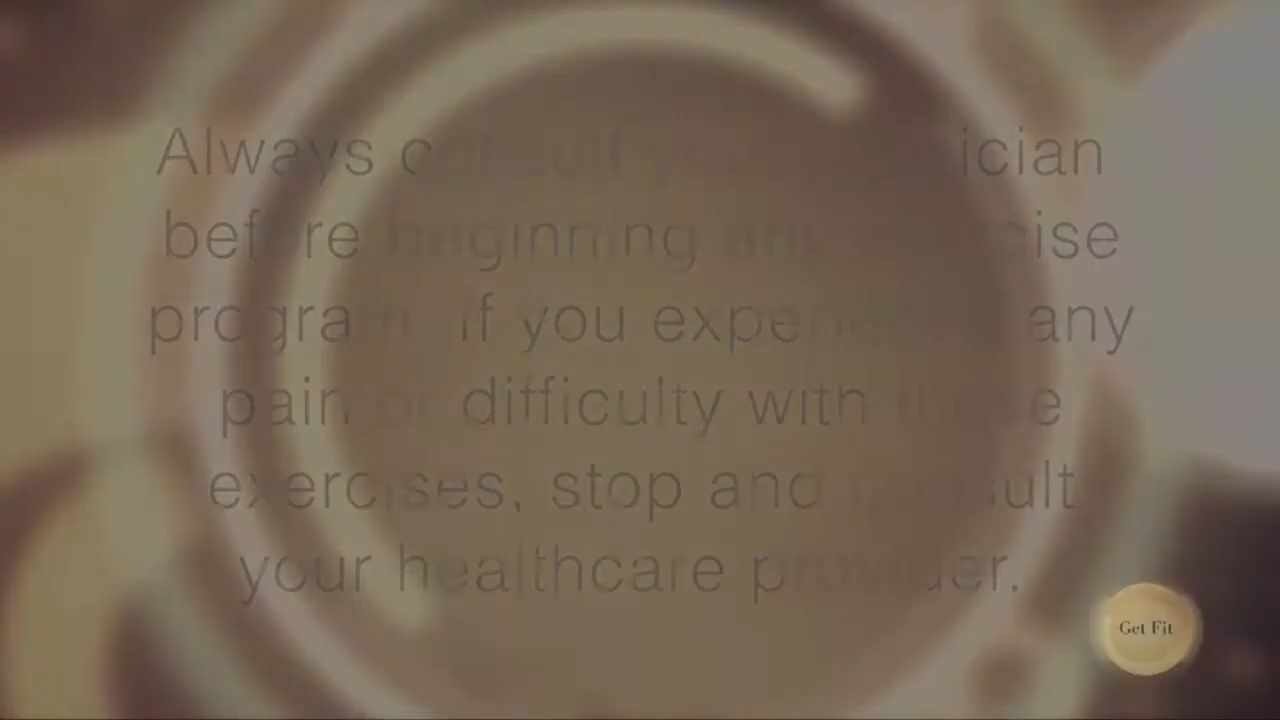 Always consult your physician
before beginning any exercise
program. If you experience any
pain or difficulty with these
exercises, stop and consult
your healthcare provider.
Get Fit